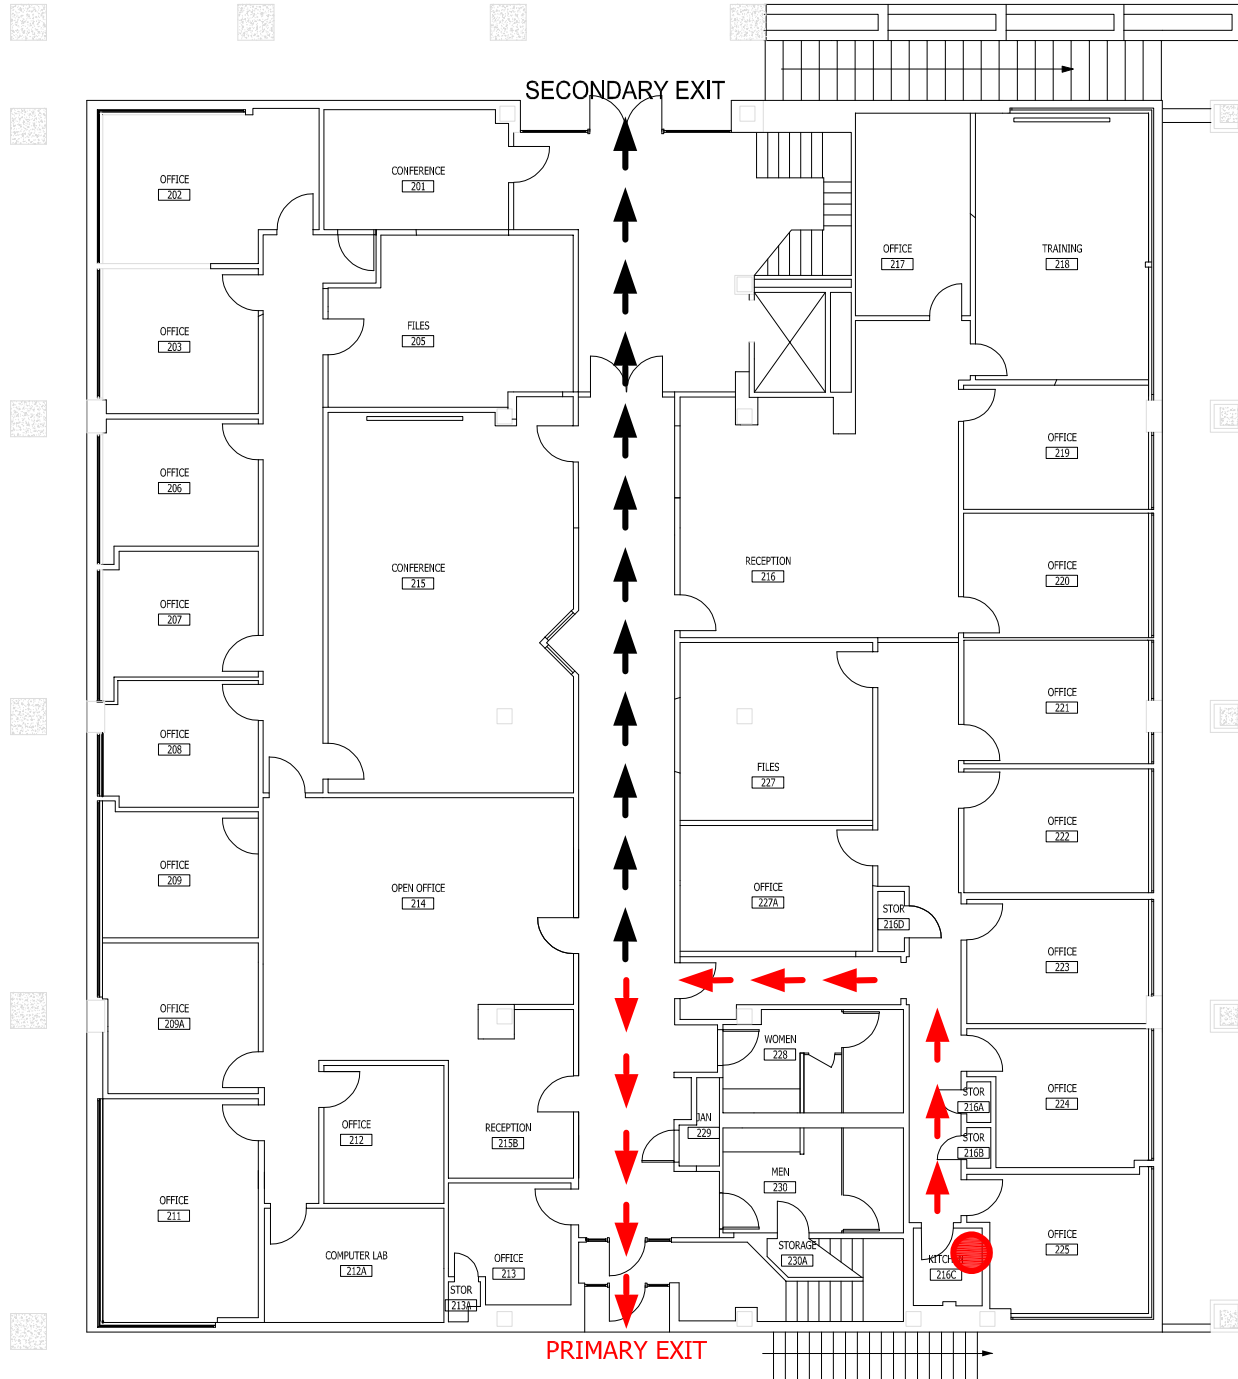 SECONDARY EXIT
OFFICE
202
CONFERENCE
201
OFFICE
217
TRAINING
218
OFFICE
203
FILES
205
OFFICE
206
CONFERENCE
215
OFFICE
219
RECEPTION
216
OFFICE
220
OFFICE
207
OFFICE
208
FILES
227
OFFICE
221
OFFICE
222
OFFICE
209
OPEN OFFICE
214
OFFICE
227A
STOR
216D
OFFICE
223
OFFICE
209A
WOMEN
228
OFFICE
212
RECEPTION
215B
JAN
229
STOR
216A
OFFICE
224
STOR
216B
MEN
230
OFFICE
211
COMPUTER LAB
212A
OFFICE
213
STOR
213A
STORAGE
230A
KITCHEN
216C
OFFICE
225
PRIMARY EXIT